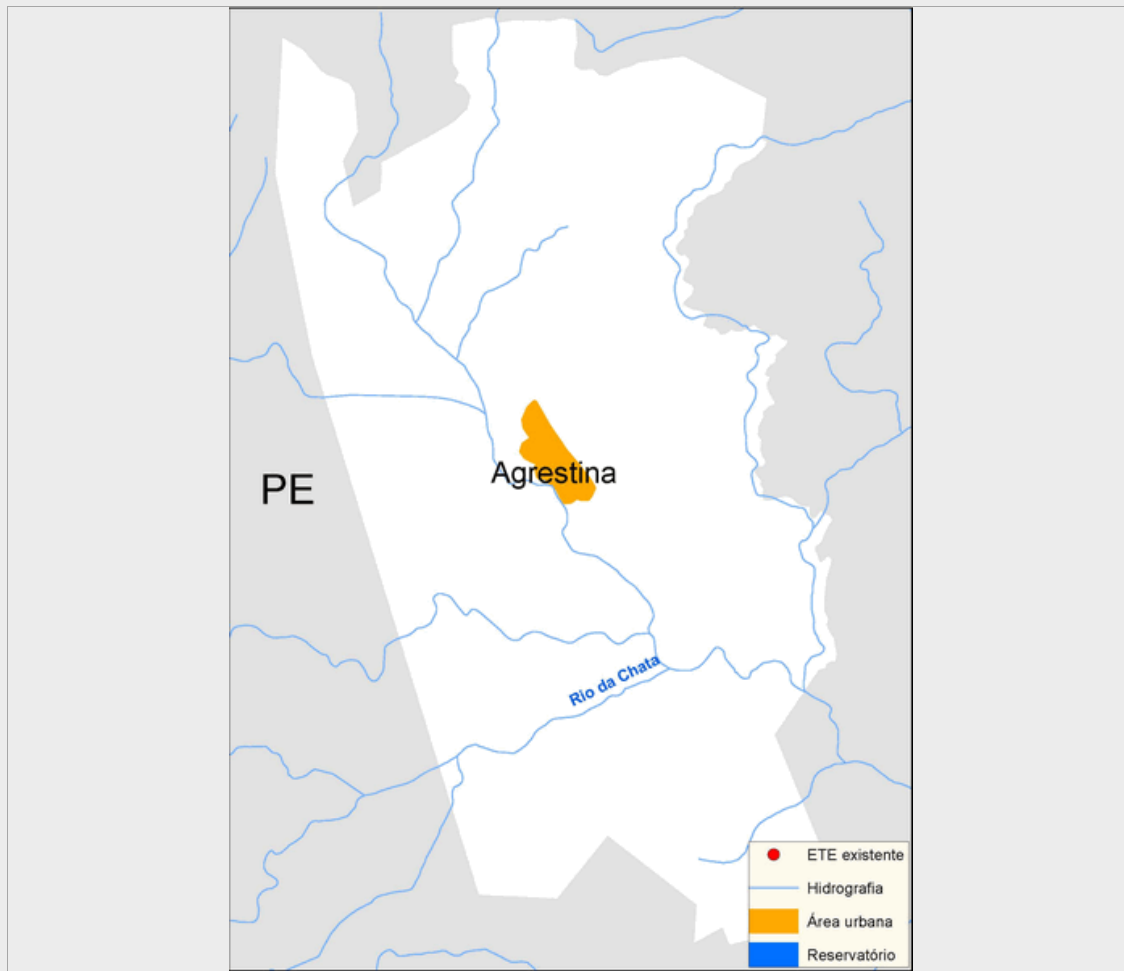 Agrestina
PE
Rio da Chata
ETE existente
Hidrografia
Área urbana
Reservatório